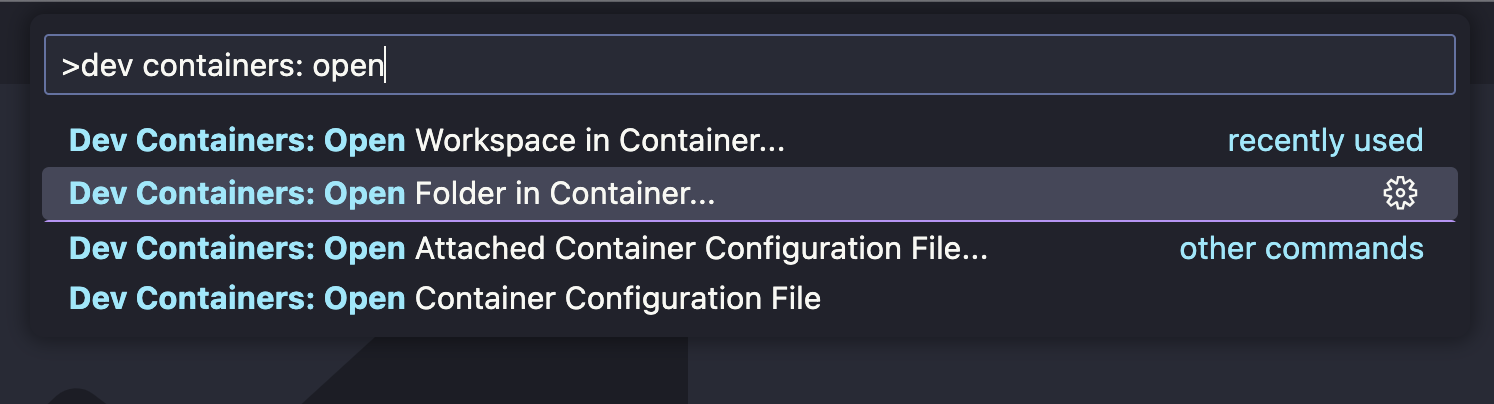 >dev containers: open
Dev Containers: Open Workspace in Container... recently used
Dev Containers: Open Folder in Container...
Dev Containers: Open Attached Container Configuration File... other commands
Dev Containers: Open Container Configuration File